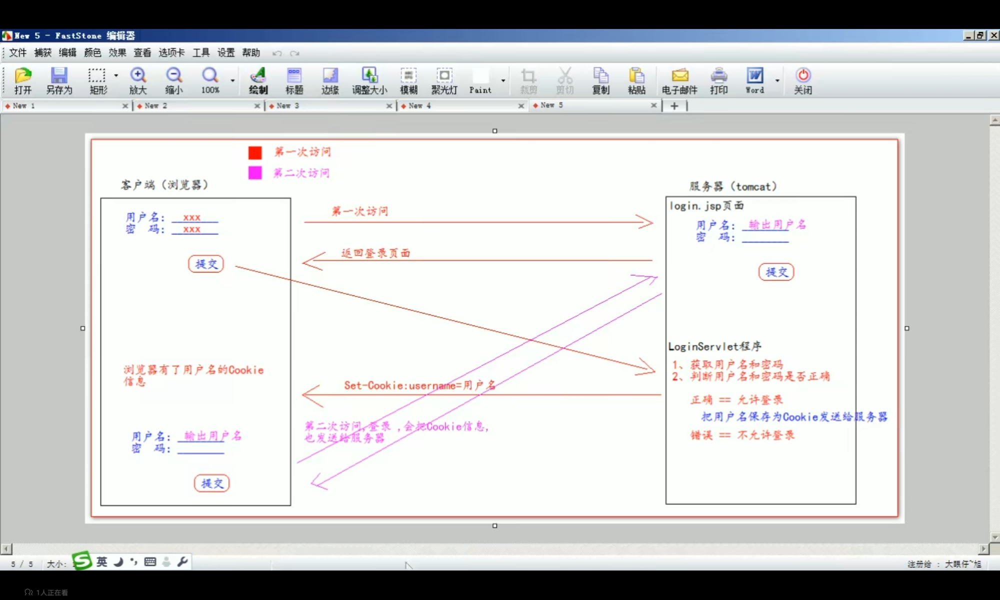 New 5 - FastStone 编辑器
文件 捕获 编辑 颜色 效果 查看 选项卡 工具 设置 帮助
打开 另存为 矩形 放大 缩小 100% 绘制 标题 边缘 调整大小 模糊 聚光灯 Paint 裁剪 剪切 复制 粘贴 电子邮件 打印 Word 关闭
New 1 New 2 New 3 New 4 New 5
第一次访问
第二次访问
客户端（浏览器）
服务器（tomcat）
用户名: xxx
密 码: xxx
提交
第一次访问
返回登录页面
login.jsp页面
用户名: 输出用户名
密 码:
提交
浏览器有了用户名的Cookie
信息
Set-Cookie:username=用户名
LoginServlet程序
1、获取用户名和密码
2、判断用户名和密码是否正确
正确 == 允许登录
把用户名保存为Cookie发送给服务器
错误 == 不允许登录
第二次访问,登录 ,会把Cookie信息,
也发送给服务器
用户名: 输出用户名
密 码:
提交
5 / 5 大小:
英
注册给 : 大眼仔~旭
1人正在看